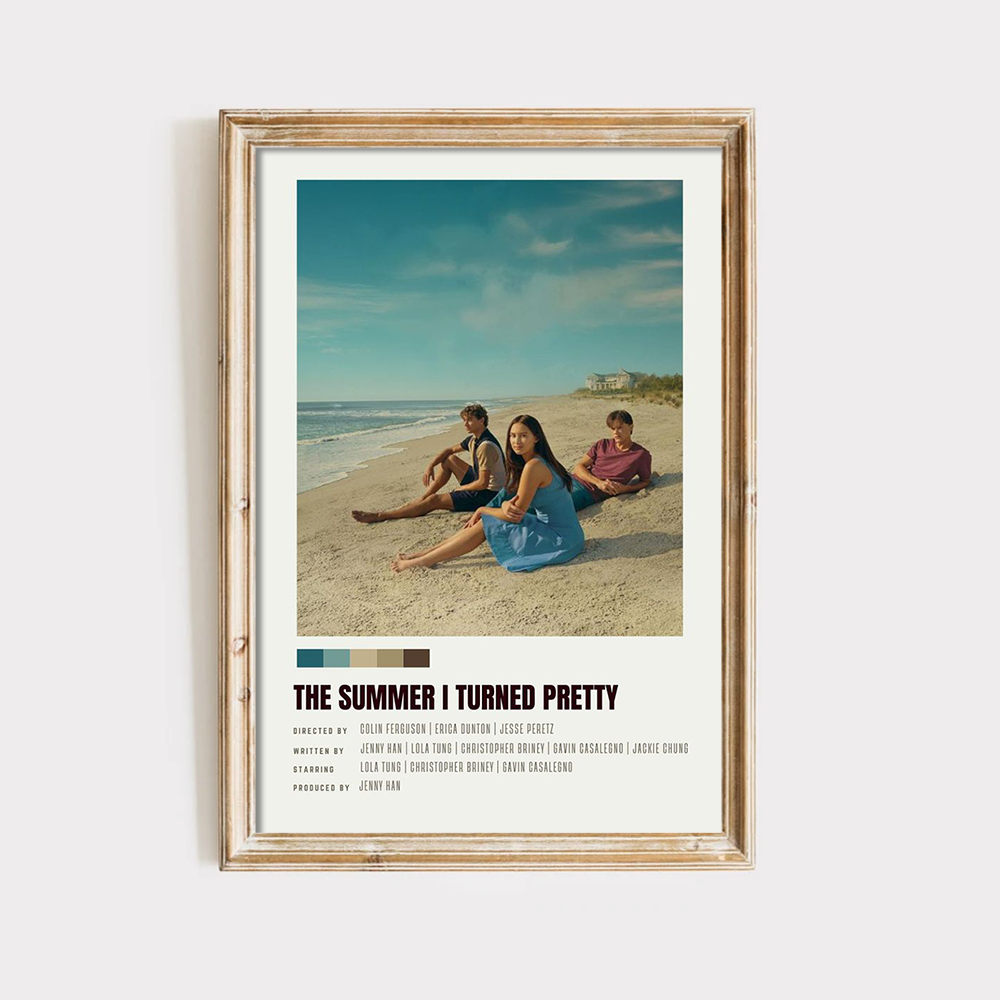 THE SUMMER I TURNED PRETTY
DIRECTED BY COLIN FERGUSON | ERICA DUNTON | JESSE PERETZ
WRITTEN BY JENNY HAN | LOLA TUNG | CHRISTOPHER BRINEY | GAVIN CASALEGNO | JACKIE CHUNG
STARRING LOLA TUNG | CHRISTOPHER BRINEY | GAVIN CASALEGNO
PRODUCED BY JENNY HAN